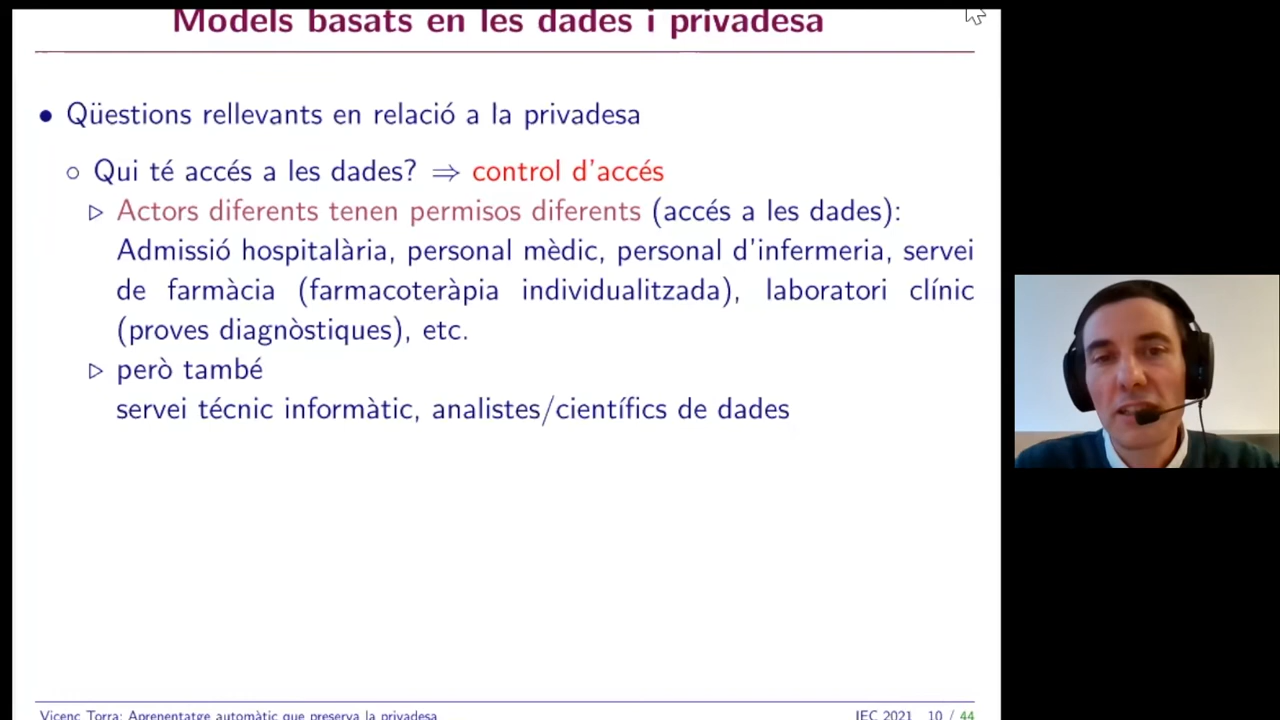 Models basats en les dades i privadesa
• Qüestions rellevants en relació a la privadesa
○ Qui té accés a les dades? ⇒ control d'accés
▷ Actors diferents tenen permisos diferents (accés a les dades):
Admissió hospitalària, personal mèdic, personal d'infermeria, servei
de farmàcia (farmacoteràpia individualitzada), laboratori clínic
(proves diagnòstiques), etc.
▷ però també
servei técnic informàtic, analistes/científics de dades
Vicenç Torra; Aprenentatge automàtic que preserva la privadesa
IEC 2021 10 / 44